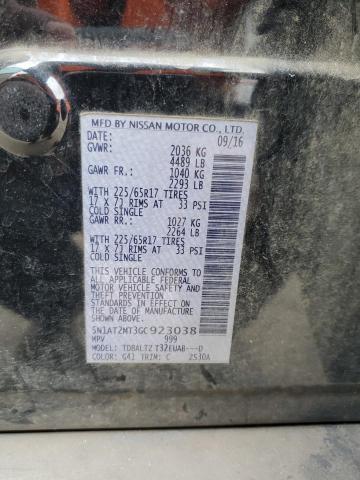 MFD BY NISSAN MOTOR CO., LTD.
DATE: 09/16
GVWR: 2036 KG
4489 LB
GAWR FR: 1040 KG
2293 LB
WITH 225/65R17 TIRES
17 X 7J RIMS AT 33 PSI
COLD SINGLE
GAWR RR: 1027 KG
2264 LB
WITH 225/65R17 TIRES
17 X 7J RIMS AT 33 PSI
COLD SINGLE
THIS VEHICLE CONFORMS TO
ALL APPLICABLE FEDERAL
MOTOR VEHICLE SAFETY
STANDARDS IN EFFECT ON
THE DATE OF MANUFACTURE
SHOWN ABOVE.
5N1AT2MT3GC923038
MPV 999
MODEL: TDBALTZ T32EUAB---D
COLOR: G41 TRIM: C 2530A